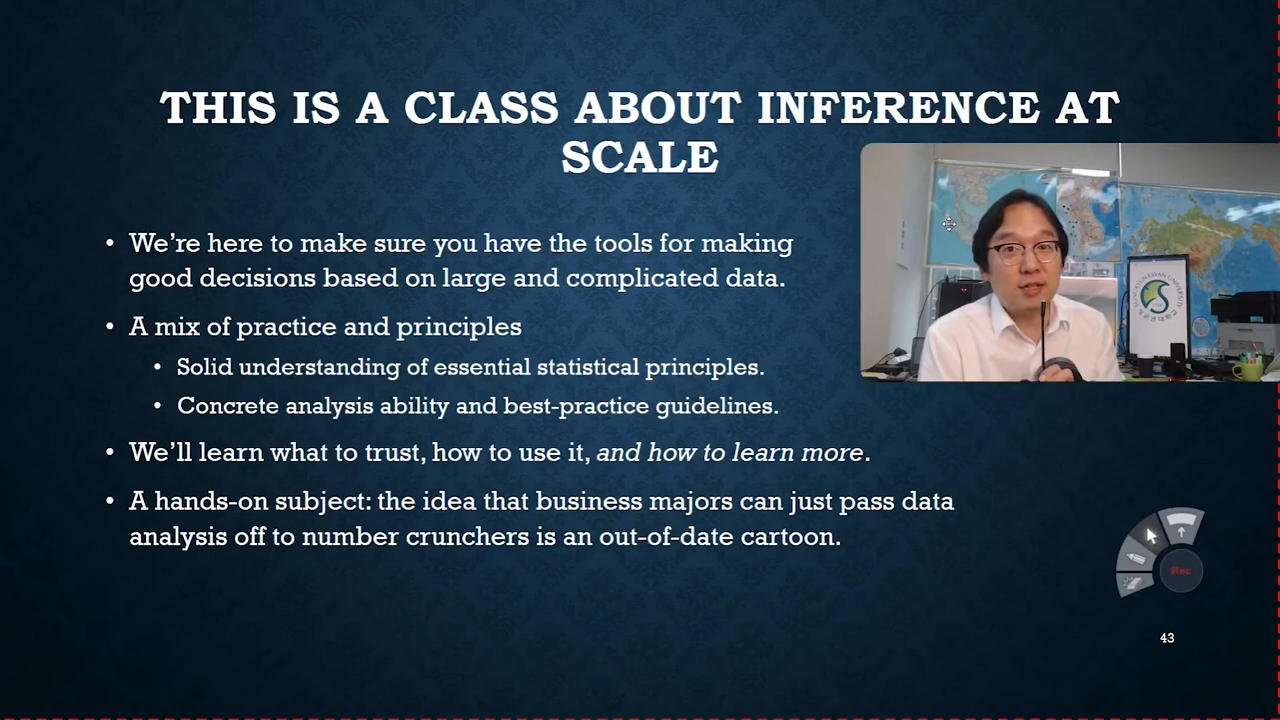 THIS IS A CLASS ABOUT INFERENCE AT
SCALE
• We’re here to make sure you have the tools for making
good decisions based on large and complicated data.
• A mix of practice and principles
• Solid understanding of essential statistical principles.
• Concrete analysis ability and best-practice guidelines.
• We’ll learn what to trust, how to use it, and how to learn more.
• A hands-on subject: the idea that business majors can just pass data
analysis off to number crunchers is an out-of-date cartoon.
Rec
43